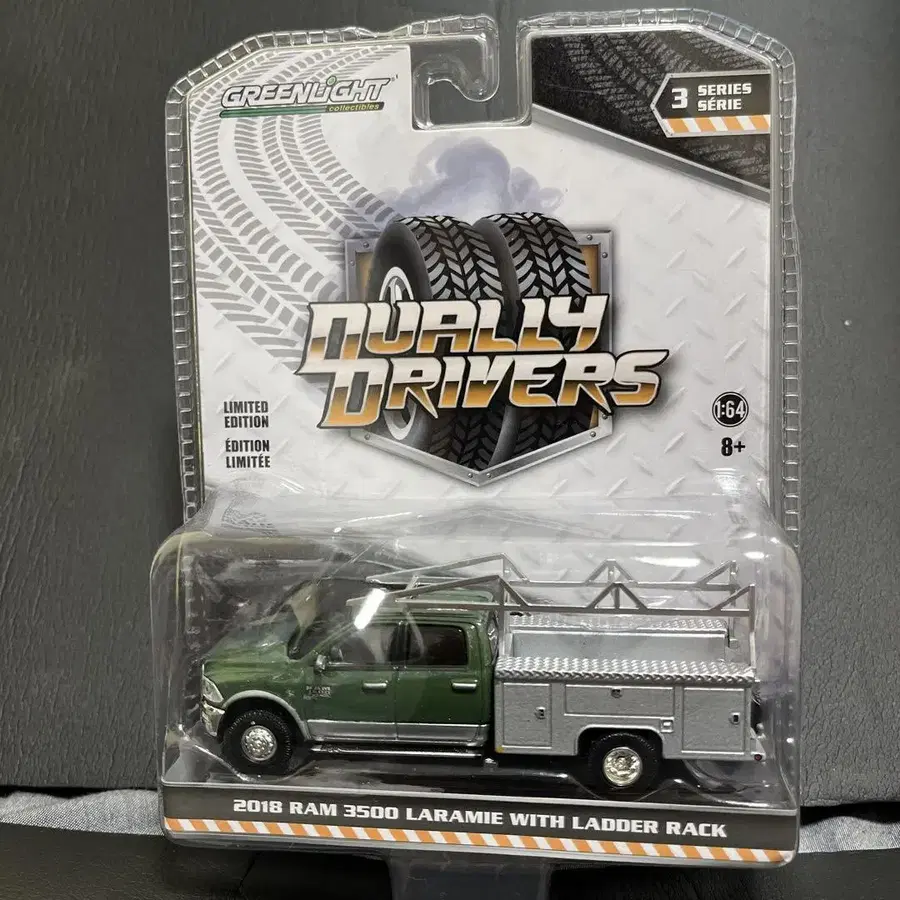 GREENLIGHT
collectibles
3 SERIES
SÉRIE
DUALLY
DRIVERS
LIMITED
EDITION
ÉDITION
LIMITÉE
1:64
8+
RAM
2018 RAM 3500 LARAMIE WITH LADDER RACK